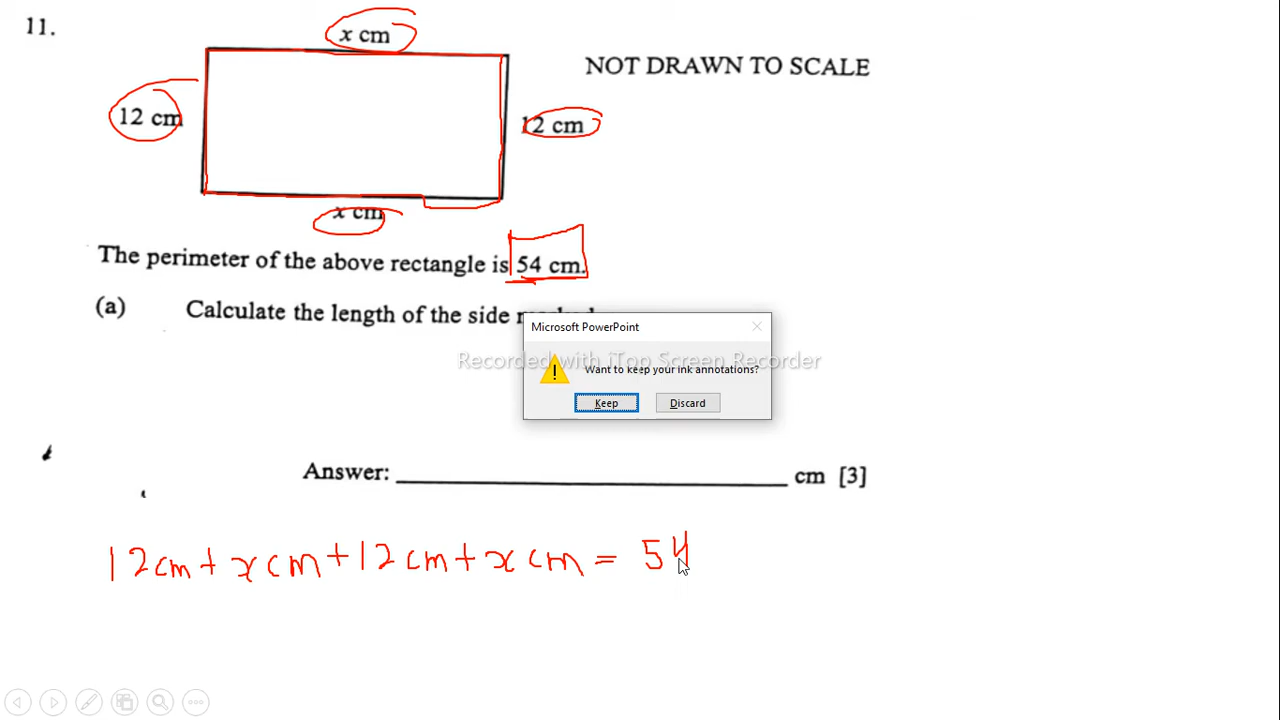 11.
x cm
NOT DRAWN TO SCALE
12 cm
12 cm
x cm
The perimeter of the above rectangle is 54 cm.
(a) Calculate the length of the side
Microsoft PowerPoint
Recorded with iTop Screen Recorder
Want to keep your ink annotations?
Keep Discard
Answer: cm [3]
12cm + x cm + 12 cm + x cm = 54